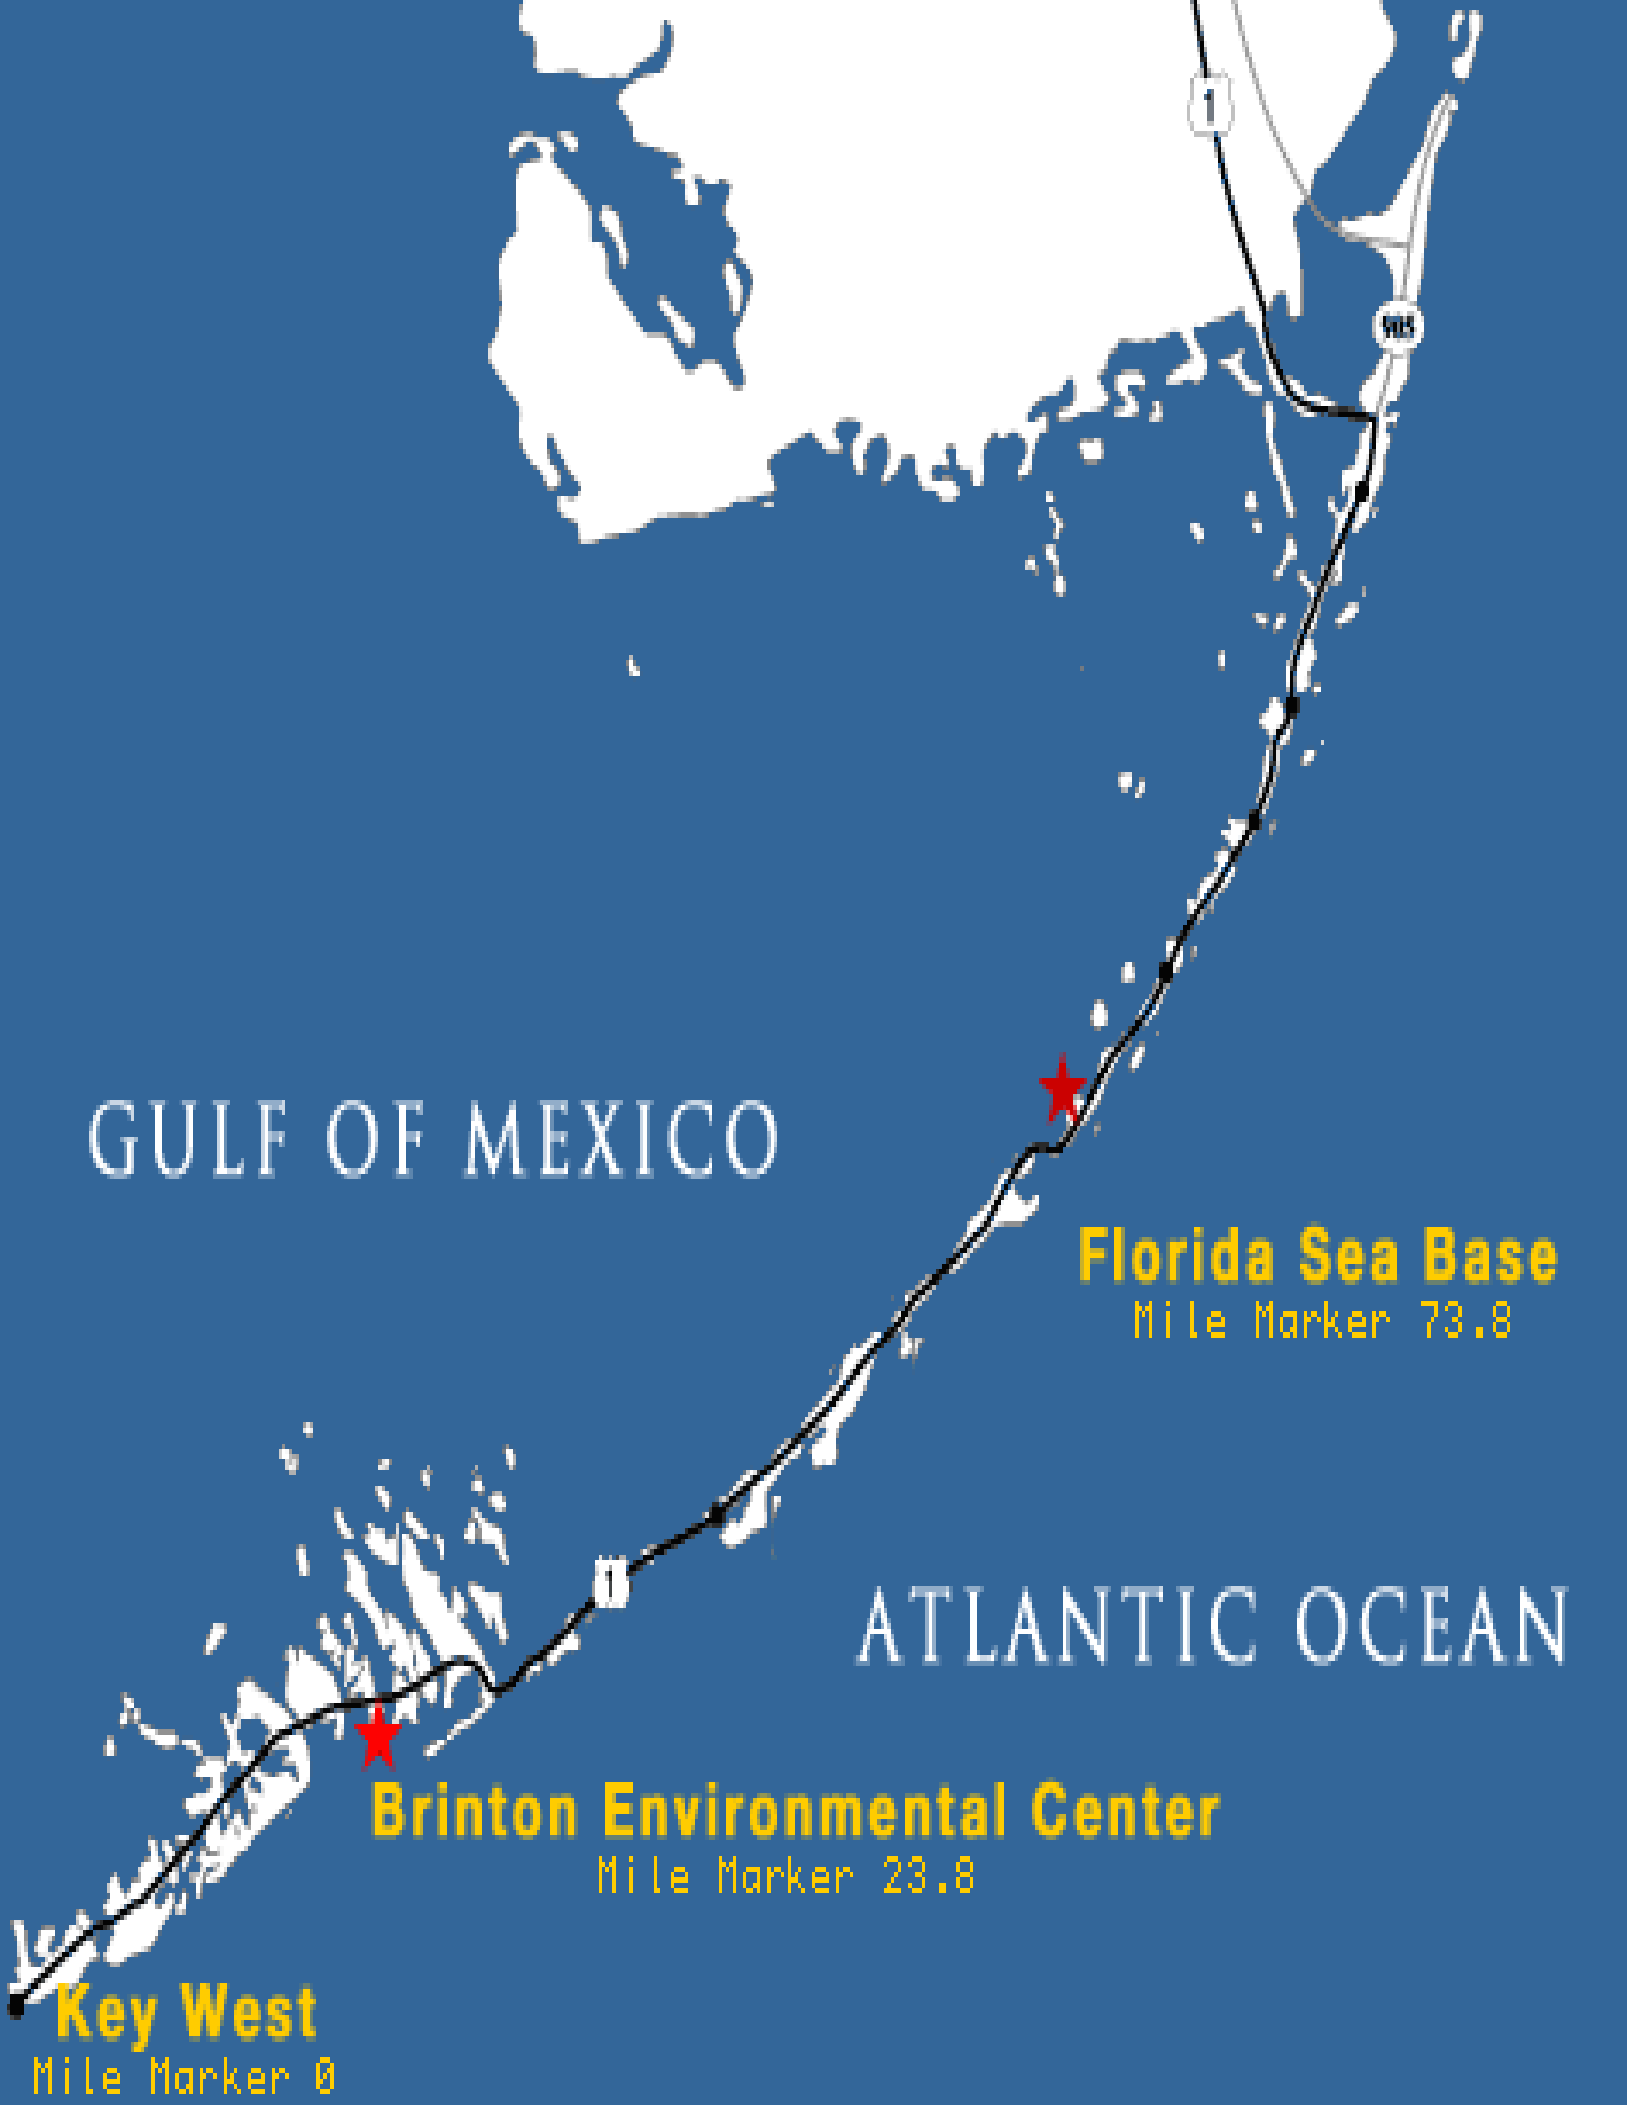 1
905
GULF OF MEXICO
Florida Sea Base
Mile Marker 73.8
1
ATLANTIC OCEAN
Brinton Environmental Center
Mile Marker 23.8
Key West
Mile Marker 0